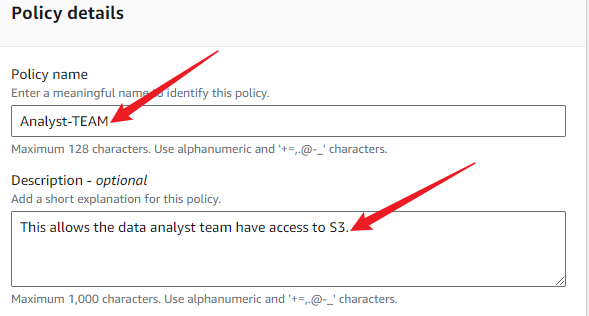 Policy details
Policy name
Enter a meaningful name to identify this policy.
Analyst-TEAM
Maximum 128 characters. Use alphanumeric and '+=,.@-_' characters.
Description - optional
Add a short explanation for this policy.
This allows the data analyst team have access to S3.
Maximum 1,000 characters. Use alphanumeric and '+=,.@-_' characters.